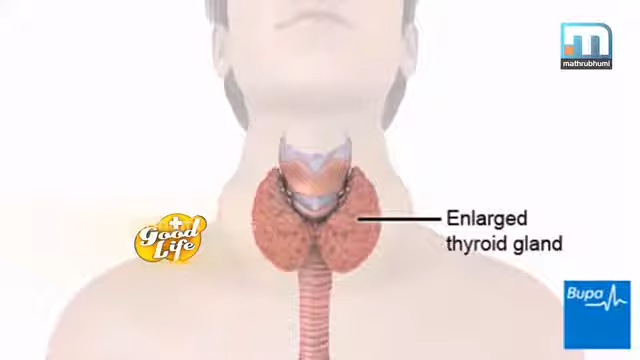 mathrubhumi
Good
Life
Enlarged
thyroid gland
Bupa